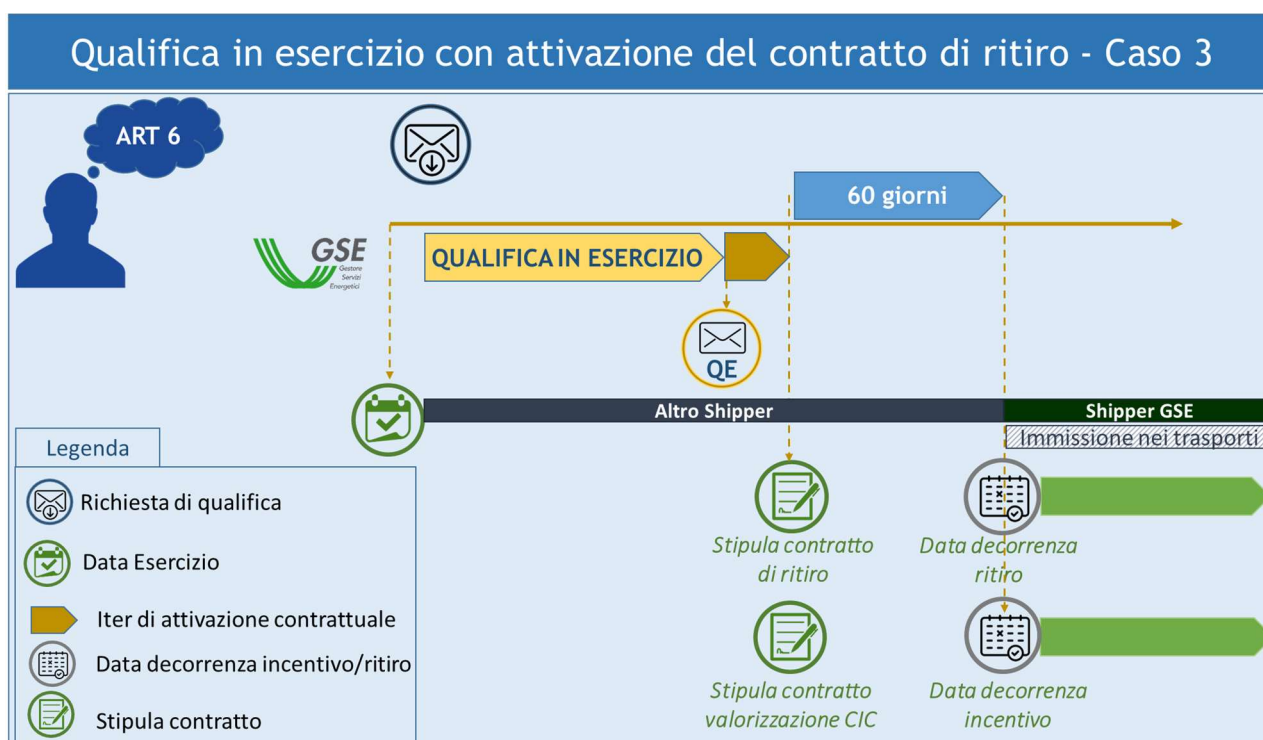 Qualifica in esercizio con attivazione del contratto di ritiro - Caso 3
ART 6
60 giorni
GSE
Gestore
Servizi
Energetici
QUALIFICA IN ESERCIZIO
QE
Altro Shipper
Shipper GSE
Immissione nei trasporti
Legenda
Richiesta di qualifica
Data Esercizio
Iter di attivazione contrattuale
Data decorrenza incentivo/ritiro
Stipula contratto
Stipula contratto
di ritiro
Data decorrenza
ritiro
Stipula contratto
valorizzazione CIC
Data decorrenza
incentivo